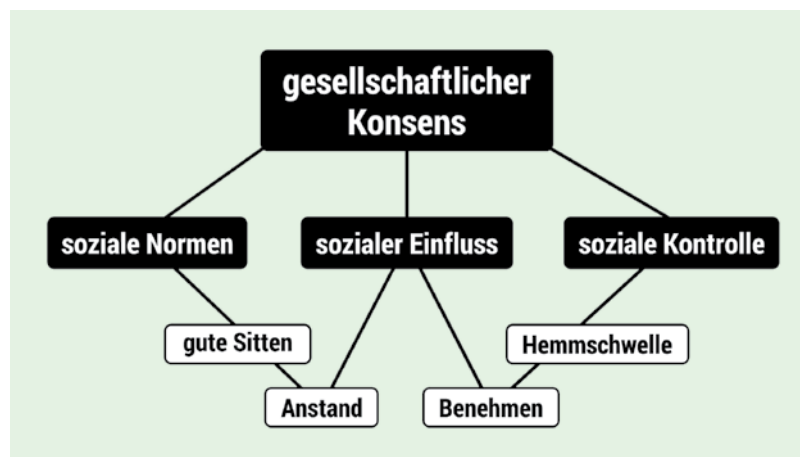 gesellschaftlicher
Konsens
soziale Normen
sozialer Einfluss
soziale Kontrolle
gute Sitten
Hemmschwelle
Anstand
Benehmen